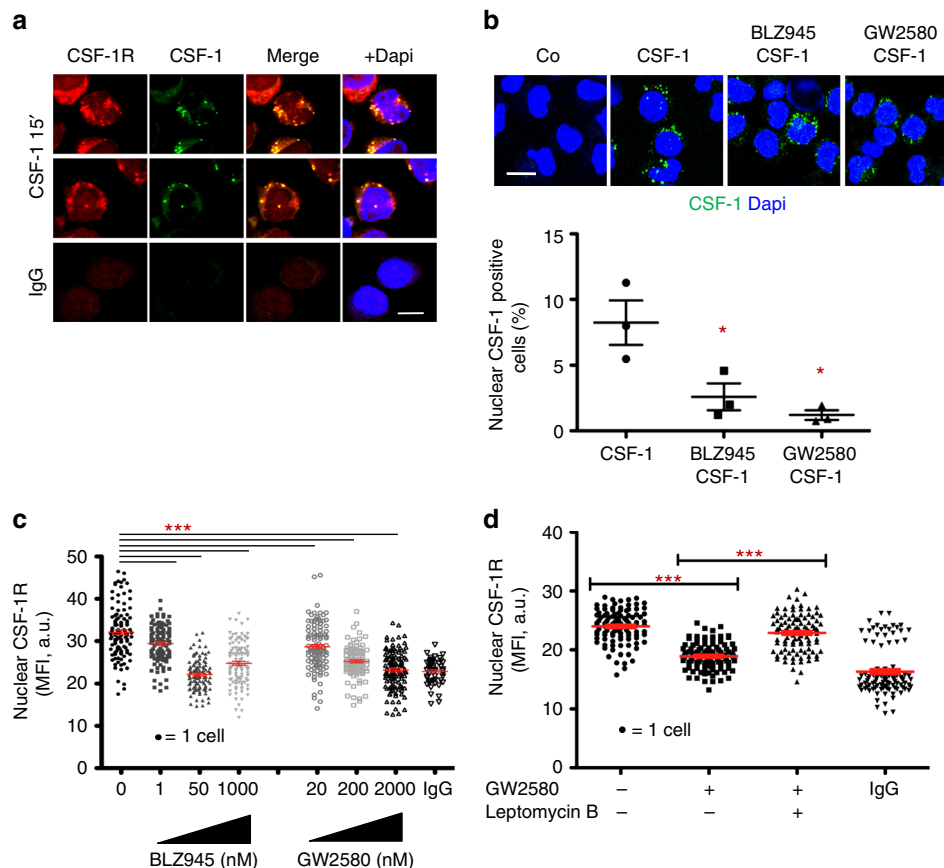 a
CSF-1R CSF-1 Merge +Dapi
CSF-1 15′
IgG
b
Co CSF-1 BLZ945 CSF-1 GW2580 CSF-1
CSF-1 Dapi
Nuclear CSF-1 positive cells (%)
15
10
5
0
*
*
CSF-1 BLZ945 CSF-1 GW2580 CSF-1
c
Nuclear CSF-1R (MFI, a.u.)
50
40
30
20
10
0
***
= 1 cell
0 1 50 1000 20 200 2000 IgG
BLZ945 (nM) GW2580 (nM)
d
Nuclear CSF-1R (MFI, a.u.)
40
30
20
10
0
***
***
= 1 cell
GW2580 – + + IgG
Leptomycin B – – +